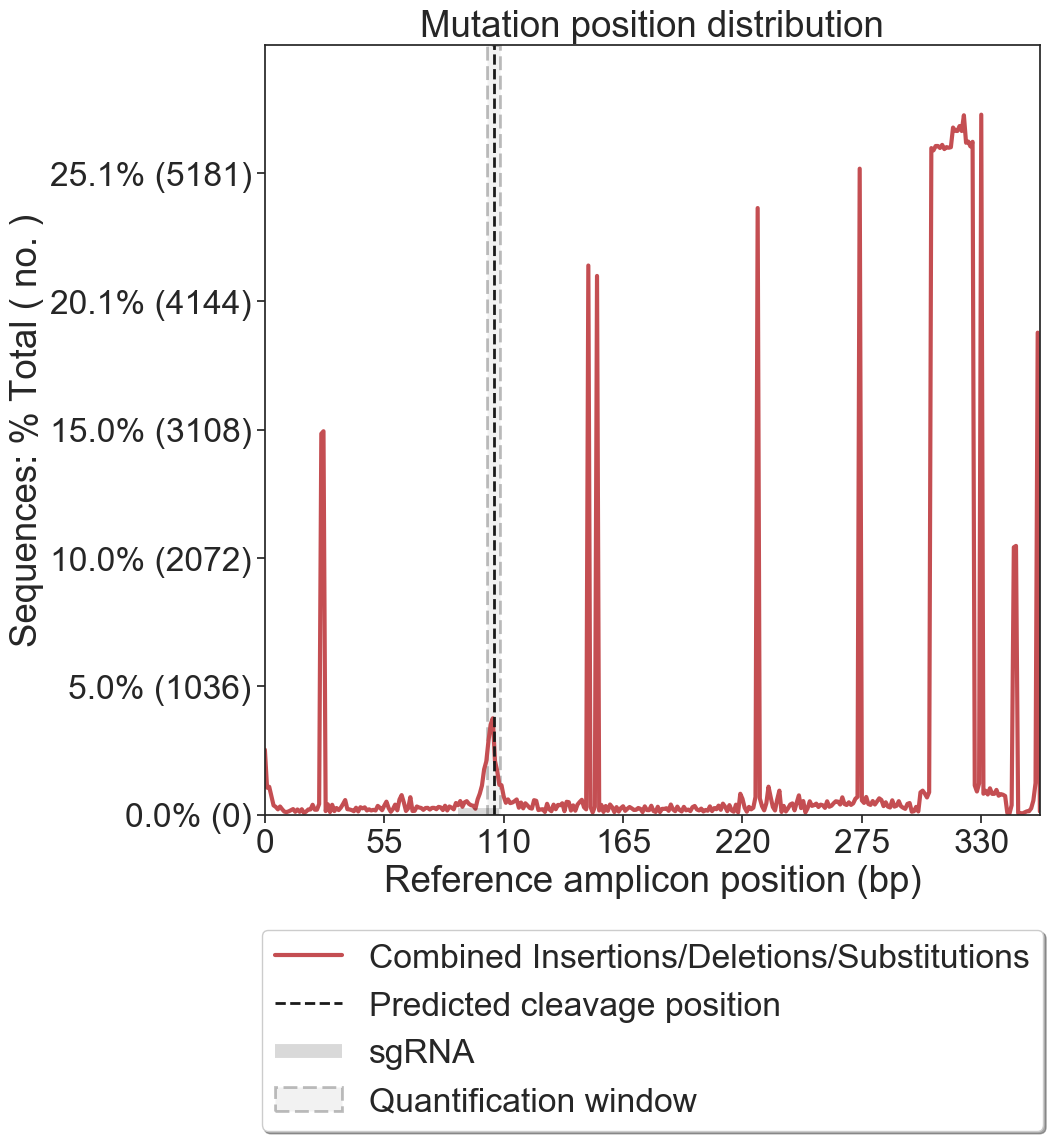 Mutation position distribution
Sequences: % Total ( no. )
25.1% (5181)
20.1% (4144)
15.0% (3108)
10.0% (2072)
5.0% (1036)
0.0% (0)
0 55 110 165 220 275 330
Reference amplicon position (bp)
Combined Insertions/Deletions/Substitutions
Predicted cleavage position
sgRNA
Quantification window